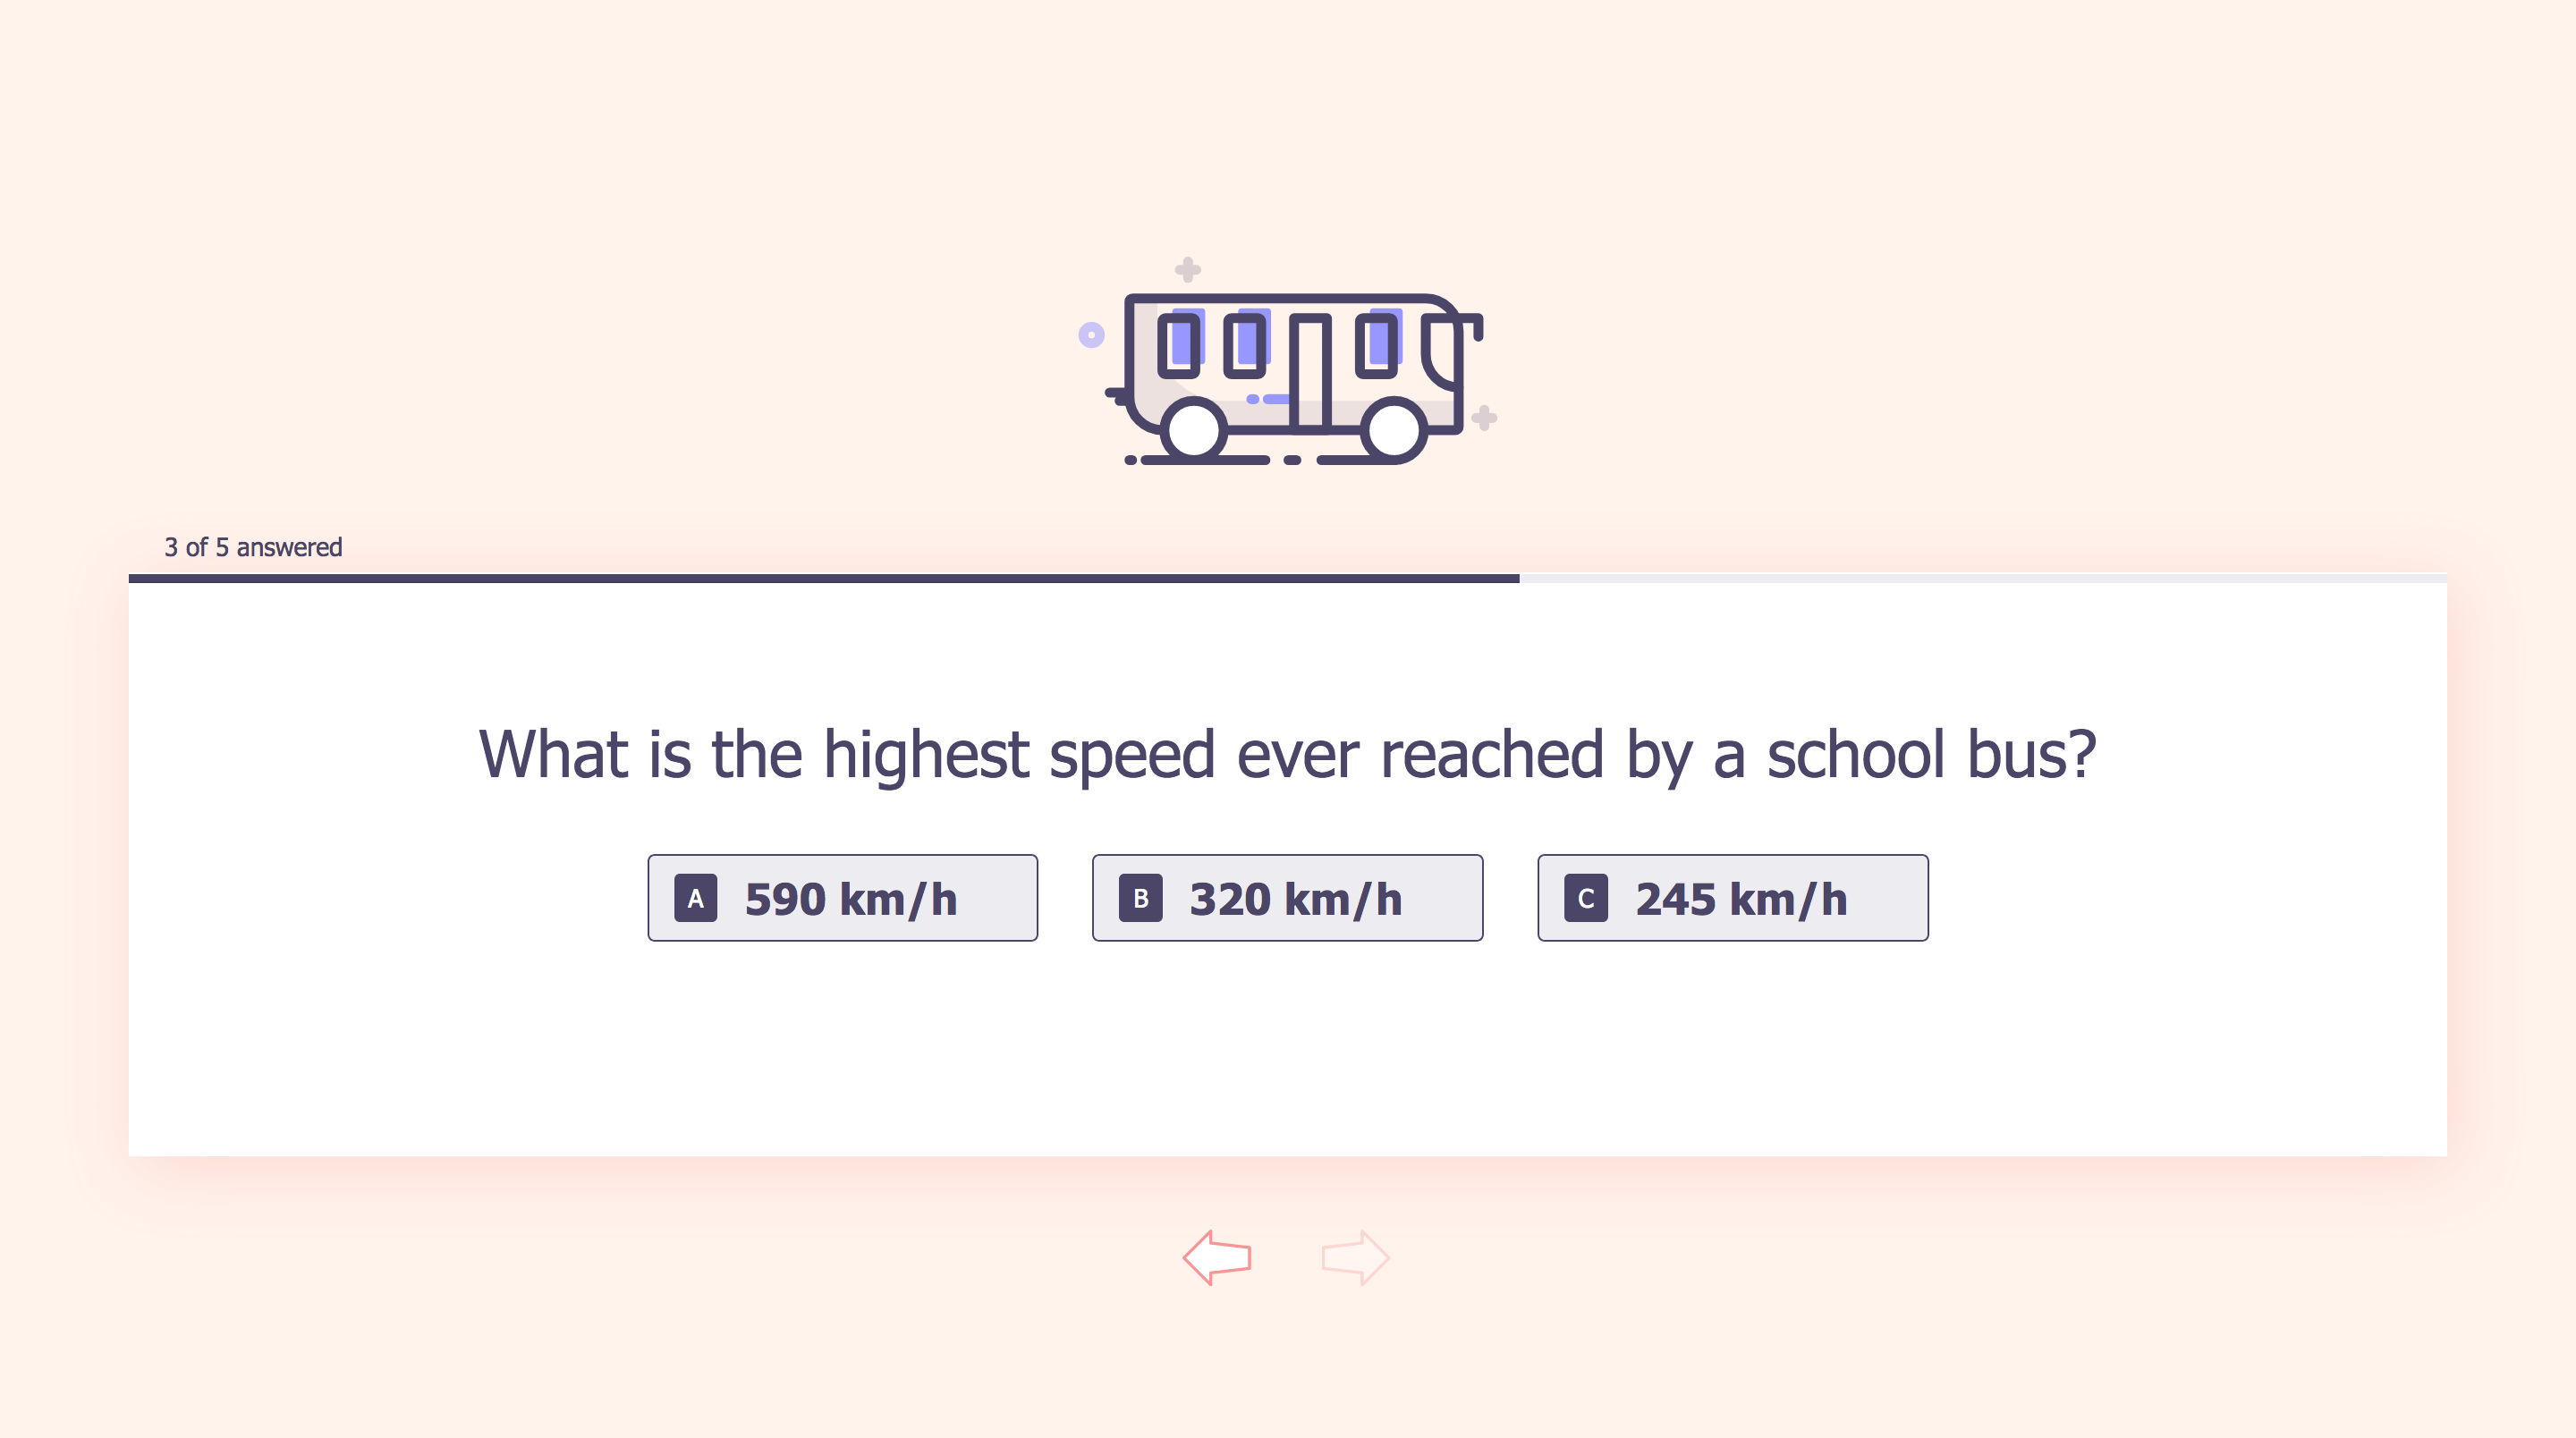 3 of 5 answered
What is the highest speed ever reached by a school bus?
A 590 km/h
B 320 km/h
C 245 km/h